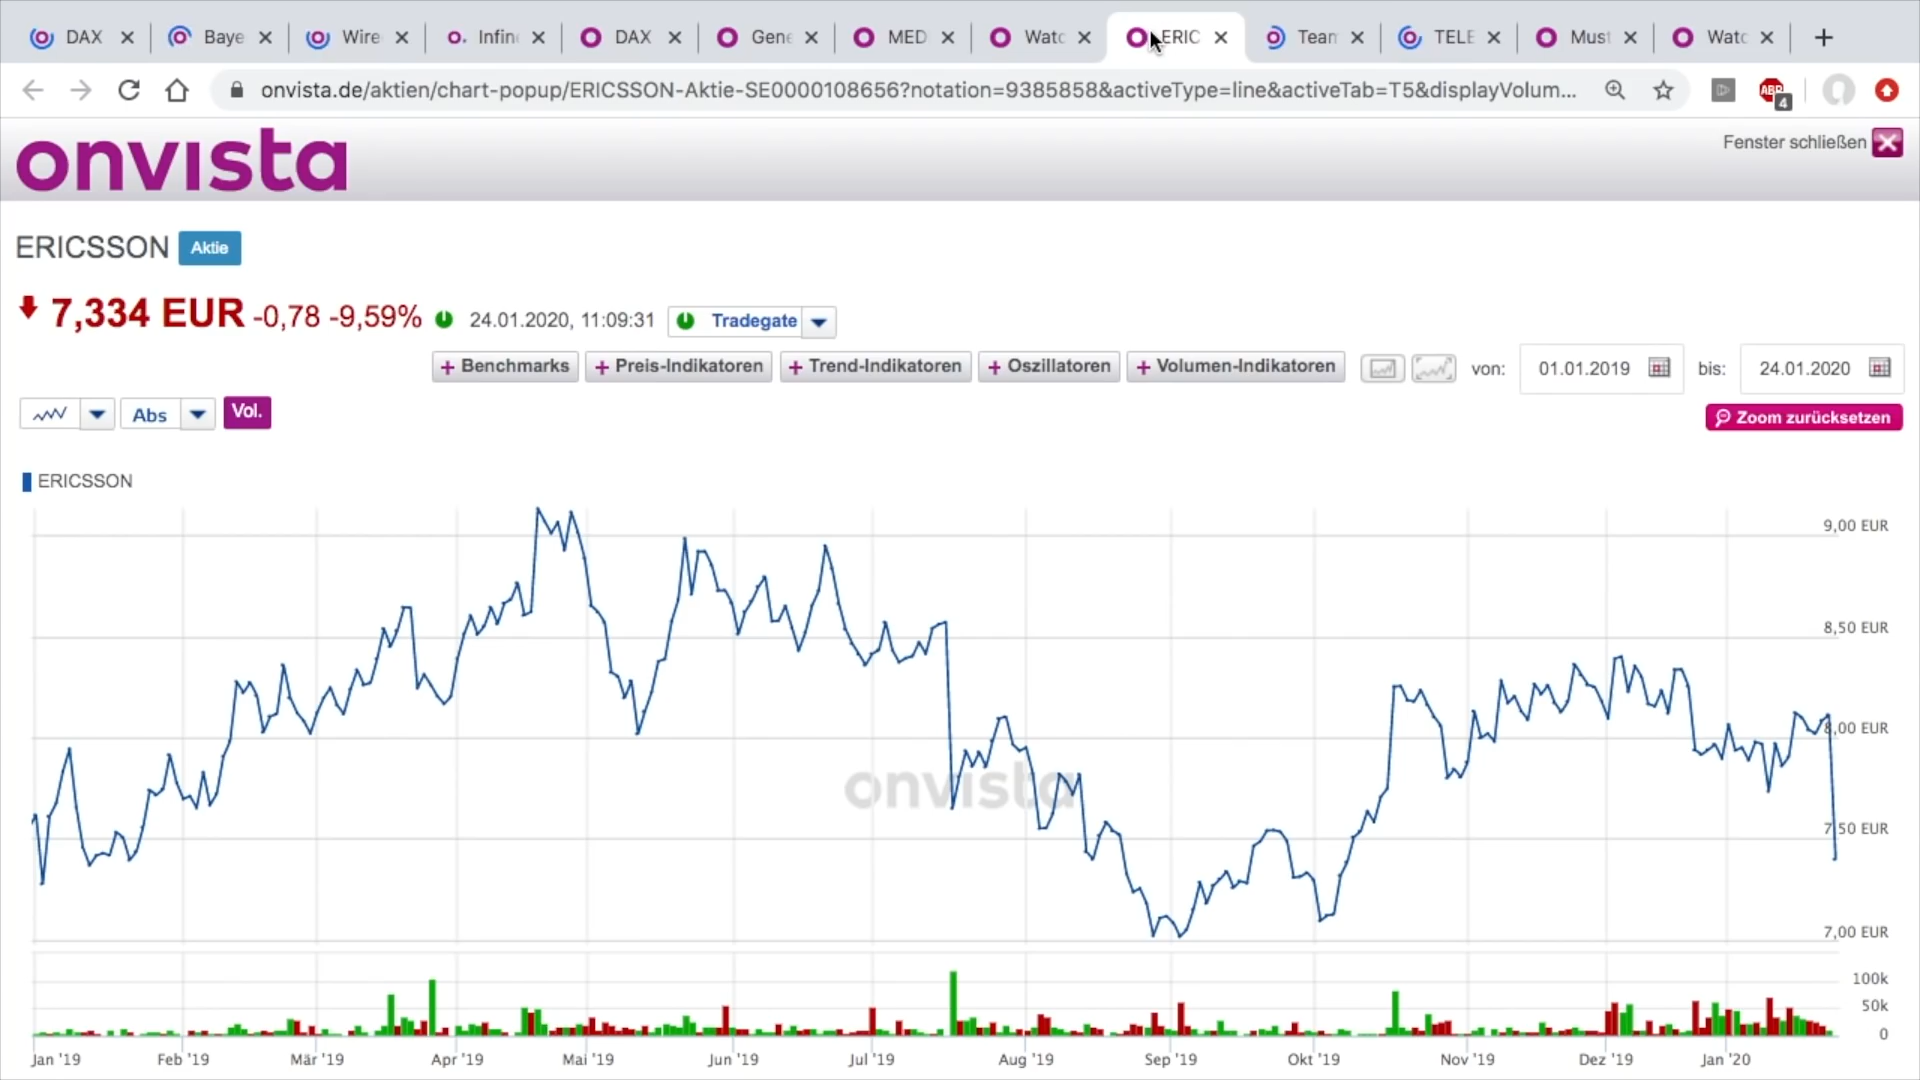 DAX Baye Wire Infin DAX Gene MED Watc ERIC Team TELE Must Watc
onvista.de/aktien/chart-popup/ERICSSON-Aktie-SE0000108656?notation=9385858&activeType=line&activeTab=T5&displayVolum...
ABP 4
onvista
Fenster schließen
ERICSSON Aktie
7,334 EUR -0,78 -9,59% 24.01.2020, 11:09:31 Tradegate
+ Benchmarks + Preis-Indikatoren + Trend-Indikatoren + Oszillatoren + Volumen-Indikatoren von: 01.01.2019 bis: 24.01.2020
Abs Vol. Zoom zurücksetzen
ERICSSON
9,00 EUR
8,50 EUR
8,00 EUR
onvista
7,50 EUR
7,00 EUR
100k
50k
0
Jan '19 Feb '19 Mär '19 Apr '19 Mai '19 Jun '19 Jul '19 Aug '19 Sep '19 Okt '19 Nov '19 Dez '19 Jan '20